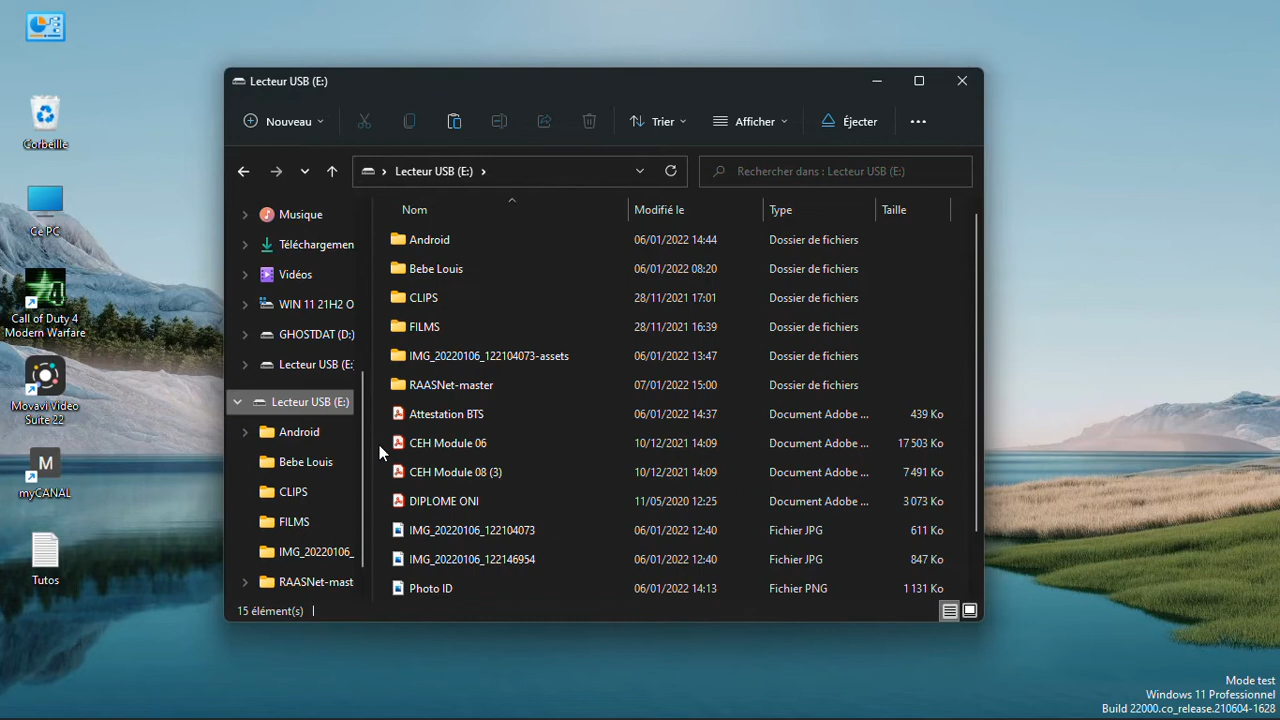 Corbeille
Ce PC
Call of Duty 4
Modern Warfare
Movavi Video
Suite 22
M
myCANAL
Tutos
Lecteur USB (E:)
Nouveau
Trier
Afficher
Éjecter
Lecteur USB (E:)
Rechercher dans : Lecteur USB (E:)
Musique
Téléchargemen
Vidéos
WIN 11 21H2 O
GHOSTDAT (D:)
Lecteur USB (E:
Lecteur USB (E:)
Android
Bebe Louis
CLIPS
FILMS
IMG_20220106_
RAASNet-mast
Nom Modifié le Type Taille
Android 06/01/2022 14:44 Dossier de fichiers
Bebe Louis 06/01/2022 08:20 Dossier de fichiers
CLIPS 28/11/2021 17:01 Dossier de fichiers
FILMS 28/11/2021 16:39 Dossier de fichiers
IMG_20220106_122104073-assets 06/01/2022 13:47 Dossier de fichiers
RAASNet-master 07/01/2022 15:00 Dossier de fichiers
Attestation BTS 06/01/2022 14:37 Document Adobe ... 439 Ko
CEH Module 06 10/12/2021 14:09 Document Adobe ... 17 503 Ko
CEH Module 08 (3) 10/12/2021 14:09 Document Adobe ... 7 491 Ko
DIPLOME ONI 11/05/2020 12:25 Document Adobe ... 3 073 Ko
IMG_20220106_122104073 06/01/2022 12:40 Fichier JPG 611 Ko
IMG_20220106_122146954 06/01/2022 12:40 Fichier JPG 847 Ko
Photo ID 06/01/2022 14:13 Fichier PNG 1 131 Ko
15 élément(s)
Mode test
Windows 11 Professionnel
Build 22000.co_release.210604-1628